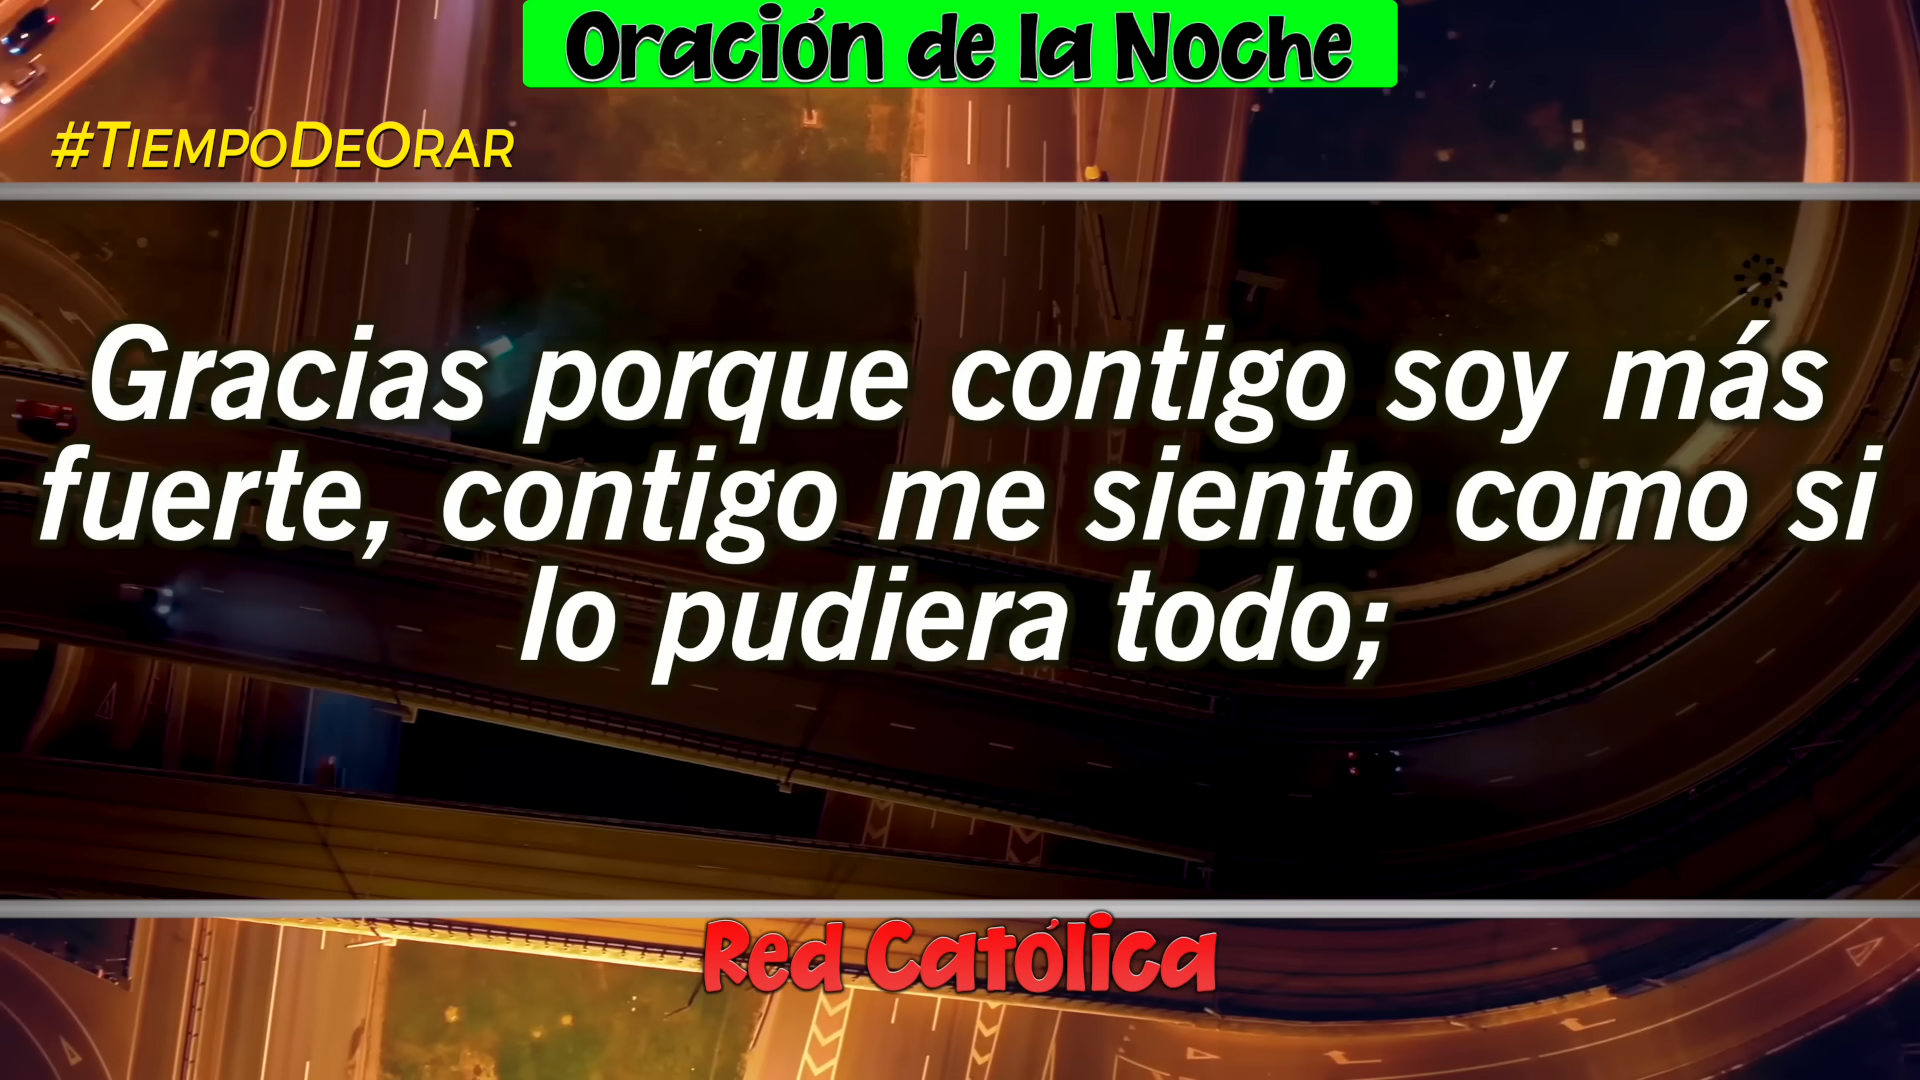 Oración de la Noche
#TiempoDeOrar
Gracias porque contigo soy más
fuerte, contigo me siento como si
lo pudiera todo;
Red Católica